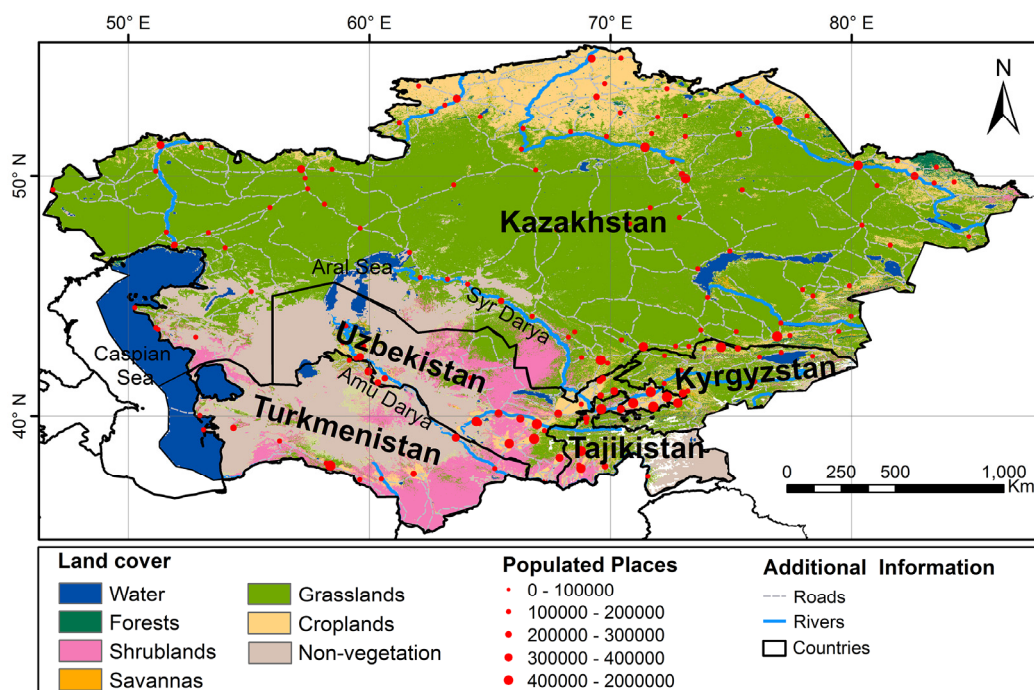 50° E 60° E 70° E 80° E
N
50° N
40° N
Kazakhstan
Aral Sea
Syr Darya
Uzbekistan
Caspian
Sea
Amu Darya
Kyrgyzstan
Turkmenistan
Tajikistan
0 250 500 1,000
Km
Land cover
Water
Forests
Shrublands
Savannas
Grasslands
Croplands
Non-vegetation
Populated Places
0 - 100000
100000 - 200000
200000 - 300000
300000 - 400000
400000 - 2000000
Additional Information
Roads
Rivers
Countries